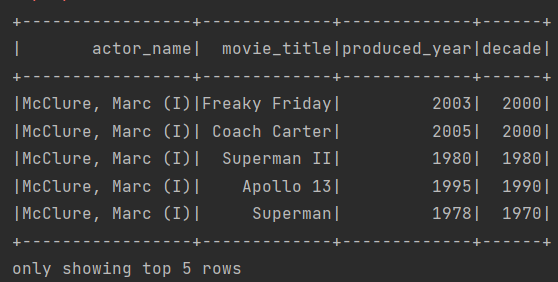 +-----------------+-------------+-------------+------+
|       actor_name|  movie_title|produced_year|decade|
+-----------------+-------------+-------------+------+
|McClure, Marc (I)|Freaky Friday|         2003|  2000|
|McClure, Marc (I)| Coach Carter|         2005|  2000|
|McClure, Marc (I)|  Superman II|         1980|  1980|
|McClure, Marc (I)|    Apollo 13|         1995|  1990|
|McClure, Marc (I)|     Superman|         1978|  1970|
+-----------------+-------------+-------------+------+
only showing top 5 rows